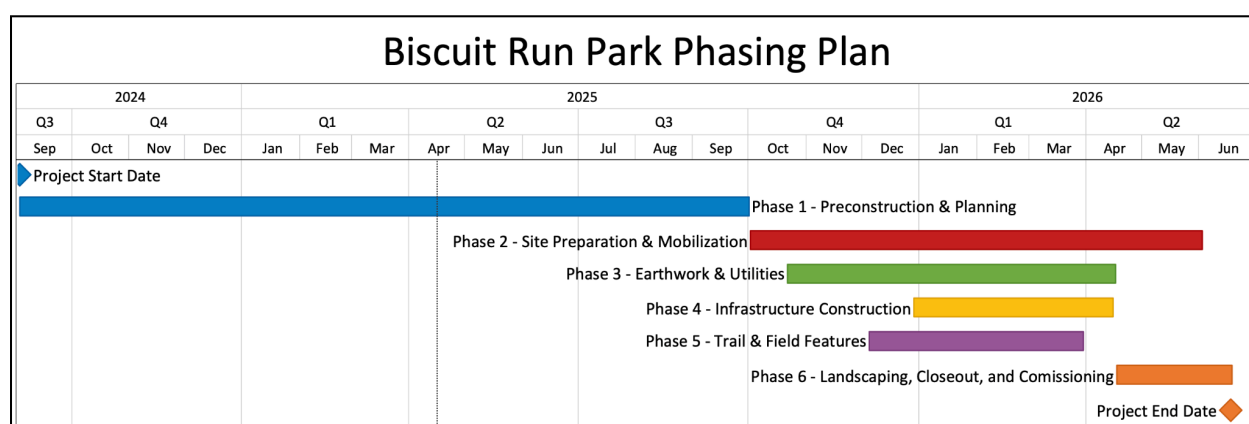 Biscuit Run Park Phasing Plan
2024 2025 2026
Q3 Q4 Q1 Q2 Q3 Q4 Q1 Q2
Sep Oct Nov Dec Jan Feb Mar Apr May Jun Jul Aug Sep Oct Nov Dec Jan Feb Mar Apr May Jun
Project Start Date
Phase 1 - Preconstruction & Planning
Phase 2 - Site Preparation & Mobilization
Phase 3 - Earthwork & Utilities
Phase 4 - Infrastructure Construction
Phase 5 - Trail & Field Features
Phase 6 - Landscaping, Closeout, and Comissioning
Project End Date